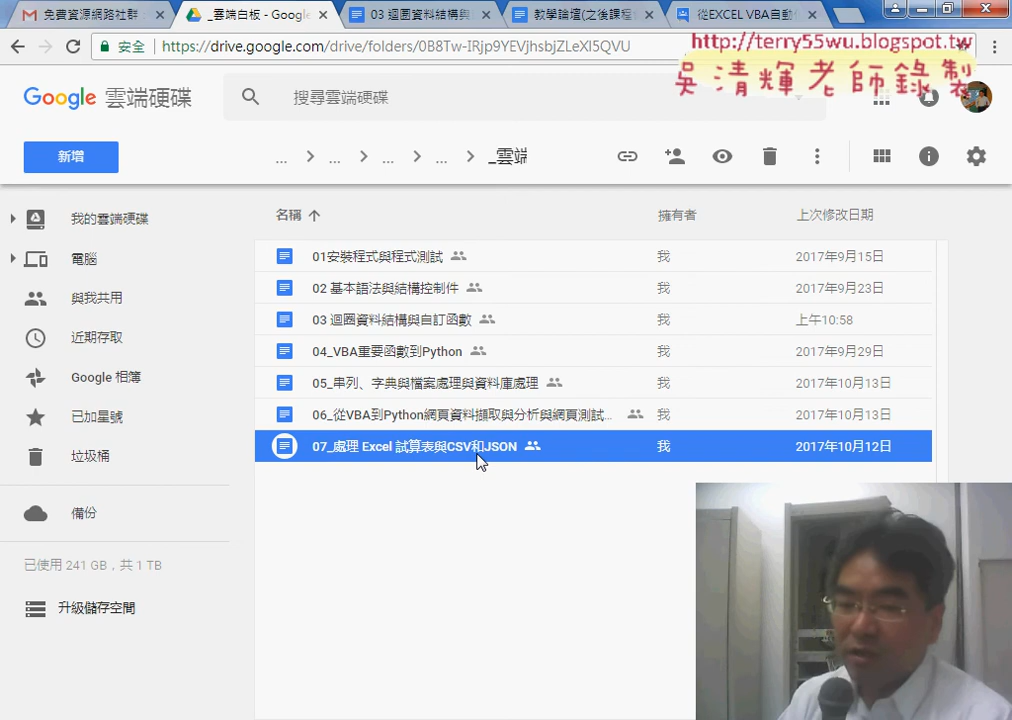 免費資源網路社群
_雲端白板 - Googl
03 迴圈資料結構與
教學論壇(之後課程
從EXCEL VBA自動
安全
https://drive.google.com/drive/folders/0B8Tw-IRjp9YEVjhsbjZLeXI5QVU
http://terry55wu.blogspot.tw
吳清輝老師錄製
Google 雲端硬碟
搜尋雲端硬碟
新增
... > ... > ... > ... > _雲端
名稱
擁有者
上次修改日期
我的雲端硬碟
電腦
與我共用
近期存取
Google 相簿
已加星號
垃圾桶
備份
已使用 241 GB，共 1 TB
升級儲存空間
01安裝程式與程式測試 我 2017年9月15日
02 基本語法與結構控制件 我 2017年9月23日
03 迴圈資料結構與自訂函數 我 上午10:58
04_VBA重要函數到Python 我 2017年9月29日
05_串列、字典與檔案處理與資料庫處理 我 2017年10月13日
06_從VBA到Python網頁資料擷取與分析與網頁測試... 我 2017年10月13日
07_處理 Excel 試算表與CSV和JSON 我 2017年10月12日